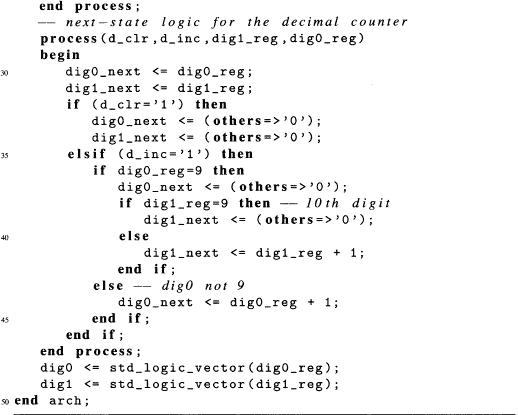 end process;
-- next-state logic for the decimal counter
process(d_clr,d_inc,dig1_reg,dig0_reg)
begin
30 dig0_next <= dig0_reg;
dig1_next <= dig1_reg;
if (d_clr='1') then
dig0_next <= (others=>'0');
dig1_next <= (others=>'0');
35 elsif (d_inc='1') then
if dig0_reg=9 then
dig0_next <= (others=>'0');
if dig1_reg=9 then -- 10th digit
dig1_next <= (others=>'0');
40 else
dig1_next <= dig1_reg + 1;
end if;
else -- dig0 not 9
dig0_next <= dig0_reg + 1;
45 end if;
end if;
end process;
dig0 <= std_logic_vector(dig0_reg);
dig1 <= std_logic_vector(dig1_reg);
50 end arch;